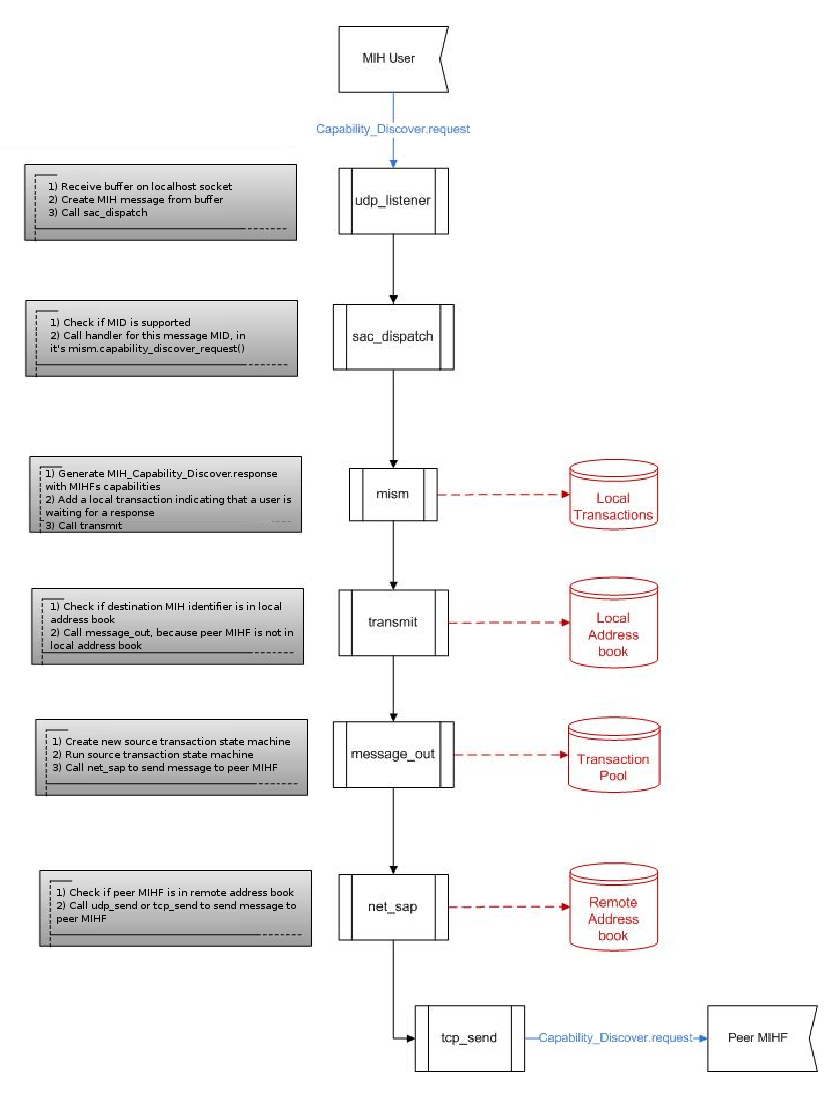 MIH User
Capability_Discover.request
1) Receive buffer on localhost socket
2) Create MIH message from buffer
3) Call sac_dispatch
udp_listener
1) Check if MID is supported
2) Call handler for this message MID, in
it's mism.capability_discover_request()
sac_dispatch
1) Generate MIH_Capability_Discover.response
with MIHFs capabilities
2) Add a local transaction indicating that a user is
waiting for a response
3) Call transmit
mism
Local
Transactions
1) Check if destination MIH identifier is in local
address book
2) Call message_out, because peer MIHF is not in
local address book
transmit
Local
Address
book
1) Create new source transaction state machine
2) Run source transaction state machine
3) Call net_sap to send message to peer MIHF
message_out
Transaction
Pool
1) Check if peer MIHF is in remote address book
2) Call udp_send or tcp_send to send message to
peer MIHF
net_sap
Remote
Address
book
tcp_send
Capability_Discover.request
Peer MIHF